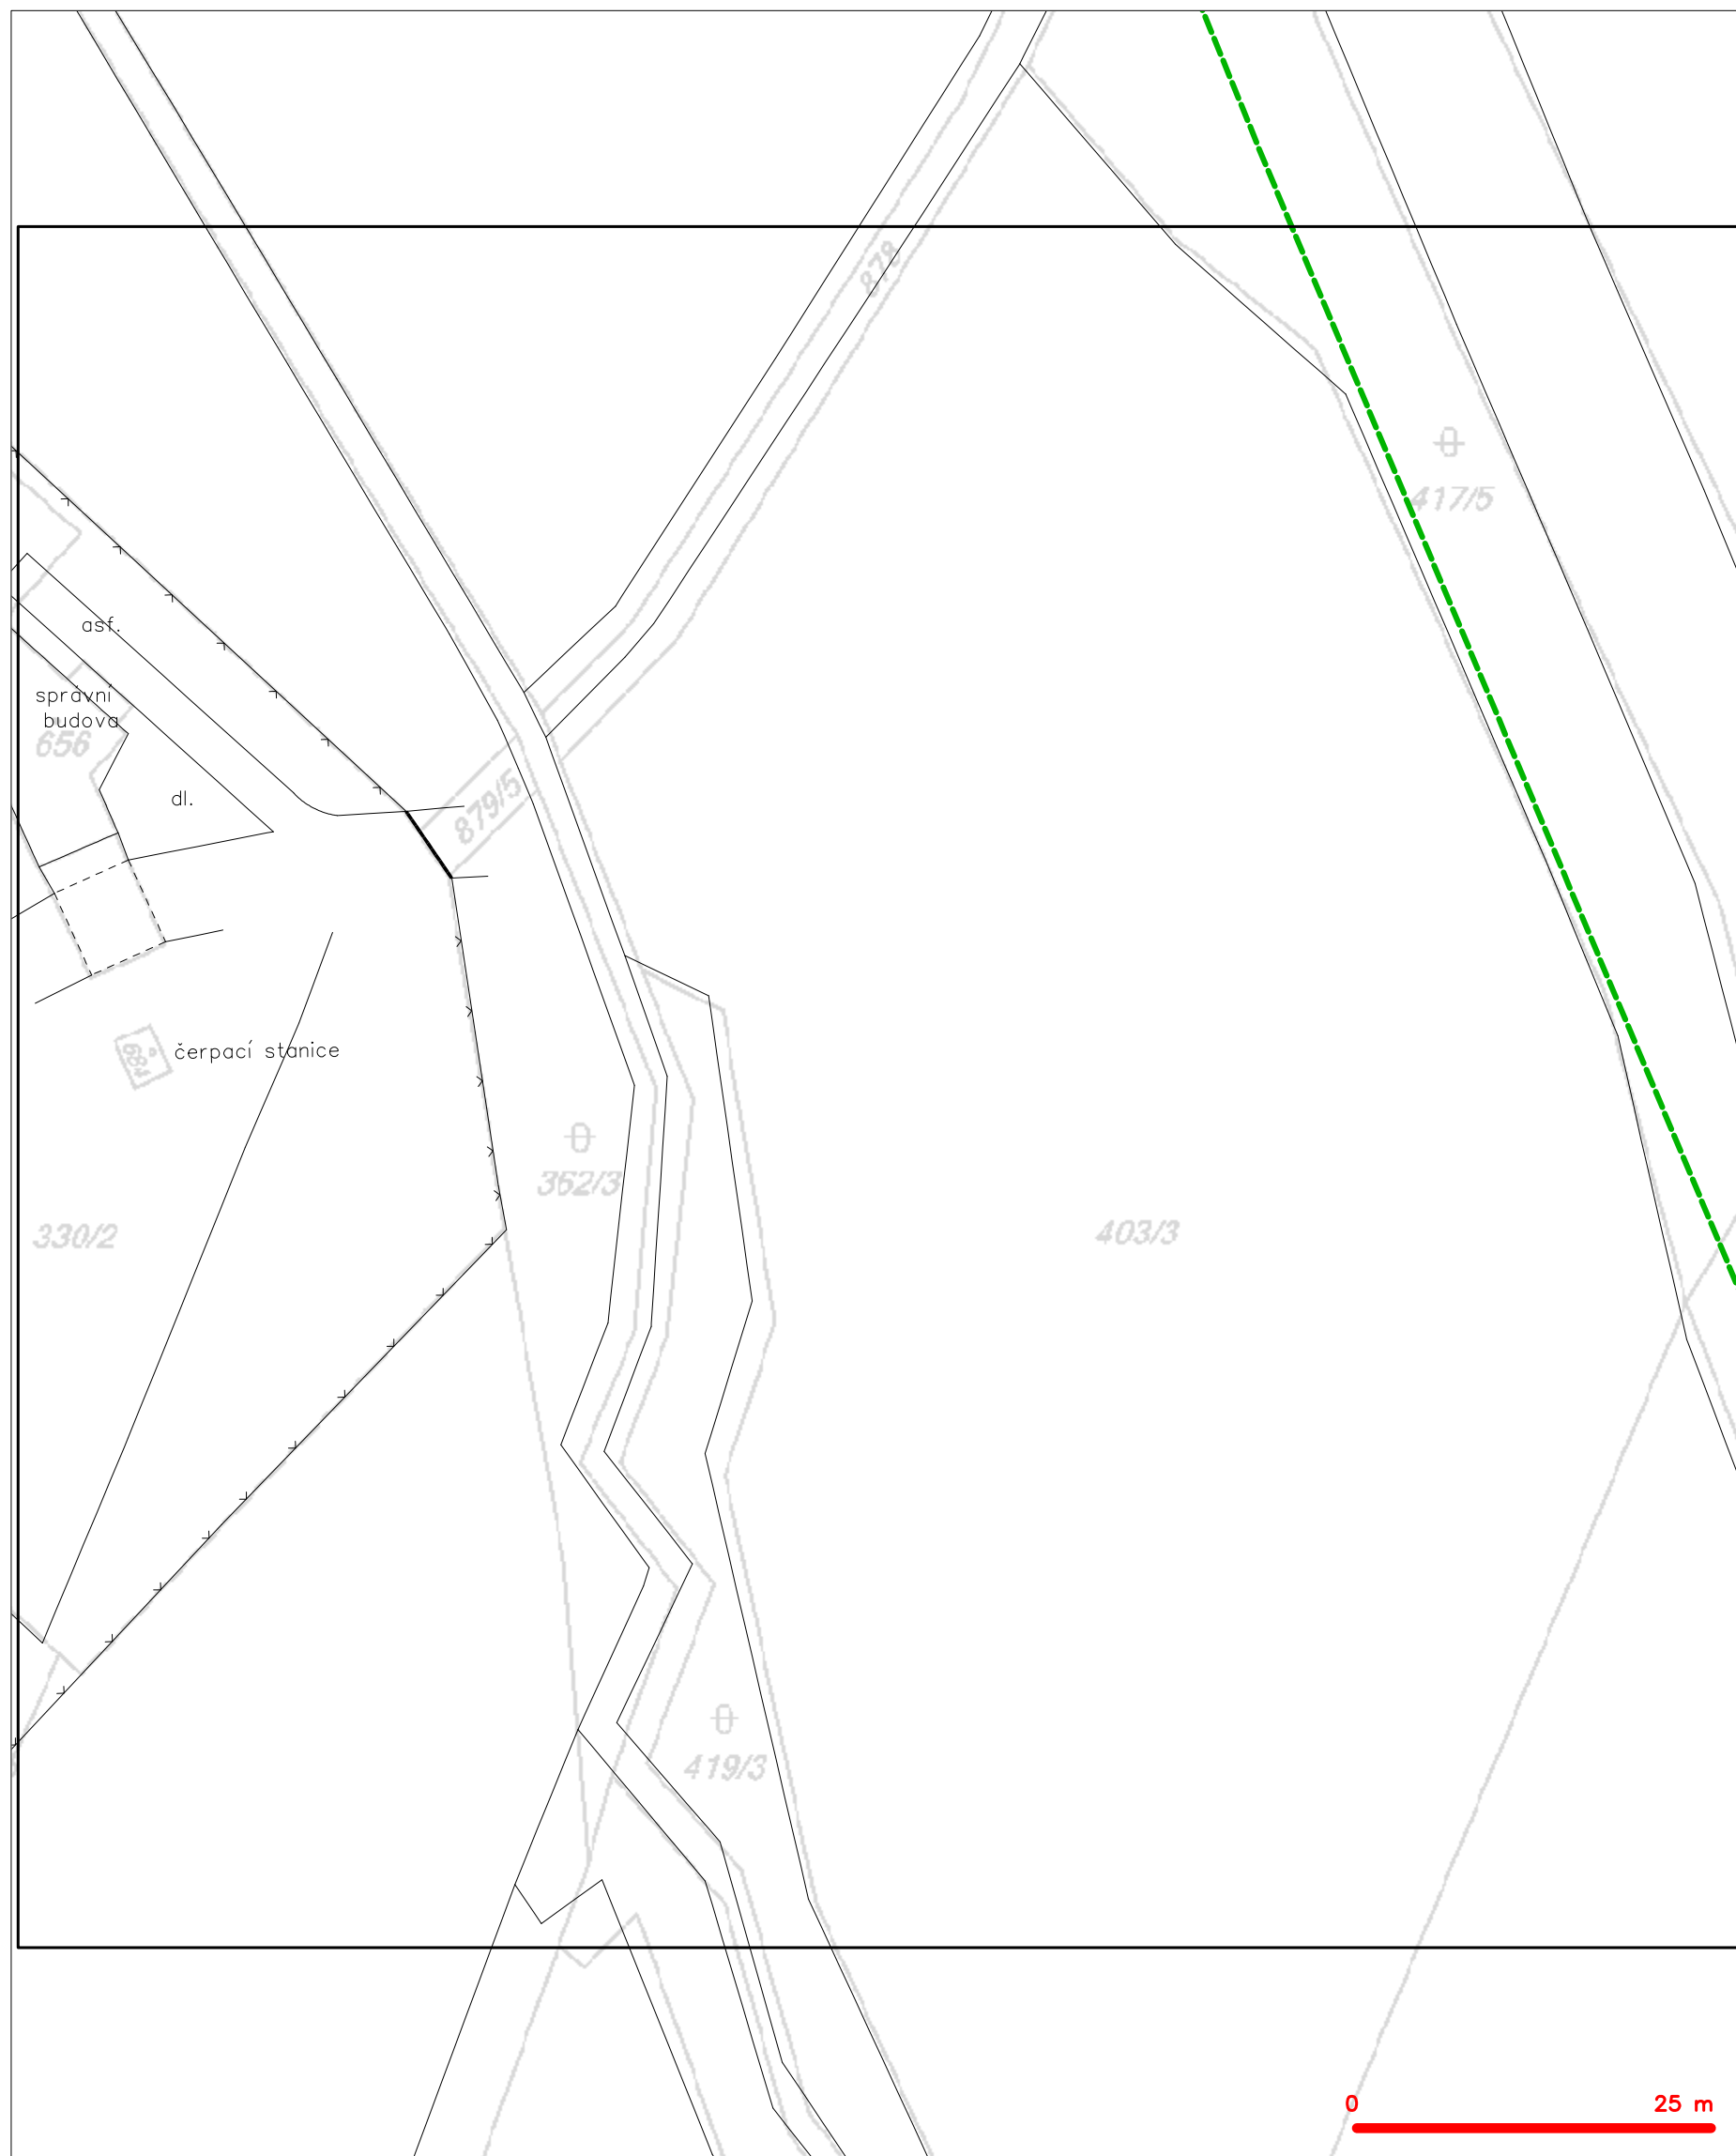 878
417/5
asf.
správní
budova
656
dl.
879/5
čerpací stanice
684
362/3
330/2
403/3
419/3
0 25 m